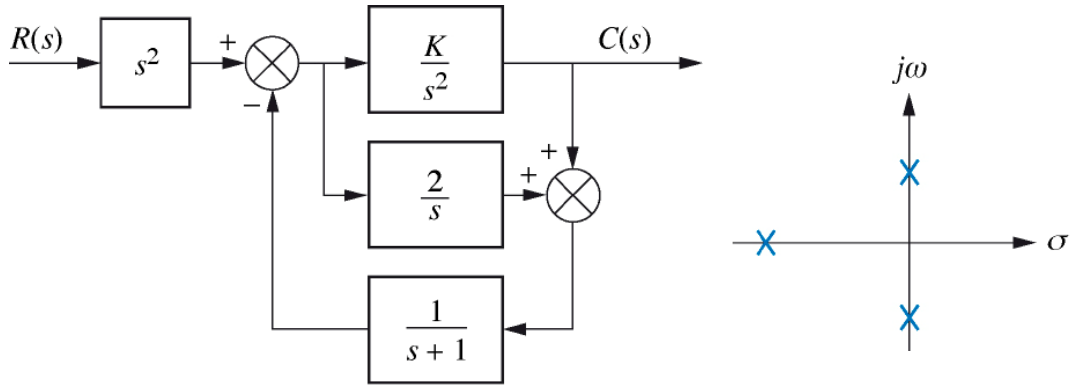 R(s)
s²
+
−
K/s²
C(s)
2/s
+
+
1/(s + 1)
jω
σ